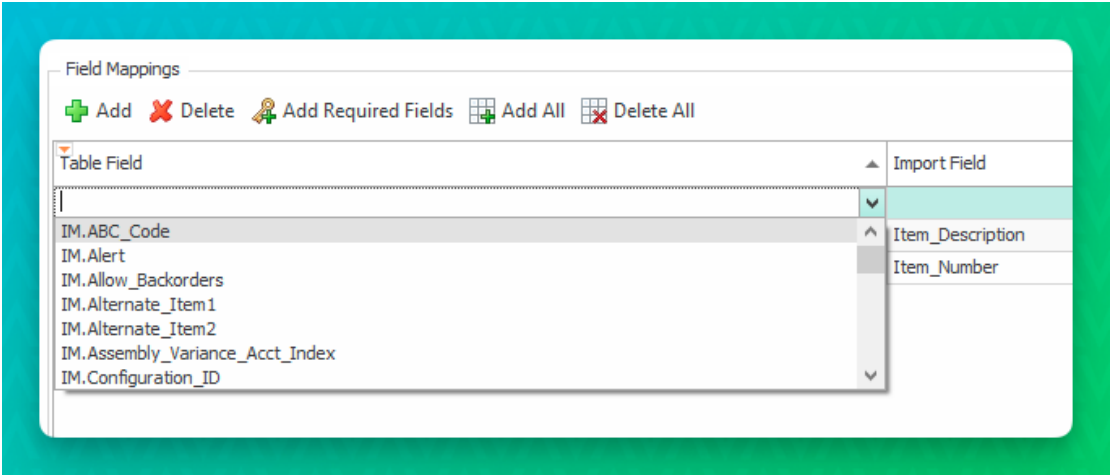 Field Mappings
Add Delete Add Required Fields Add All Delete All
Table Field Import Field
IM.ABC_Code
Item_Description
IM.Alert
Item_Number
IM.Allow_Backorders
IM.Alternate_Item1
IM.Alternate_Item2
IM.Assembly_Variance_Acct_Index
IM.Configuration_ID